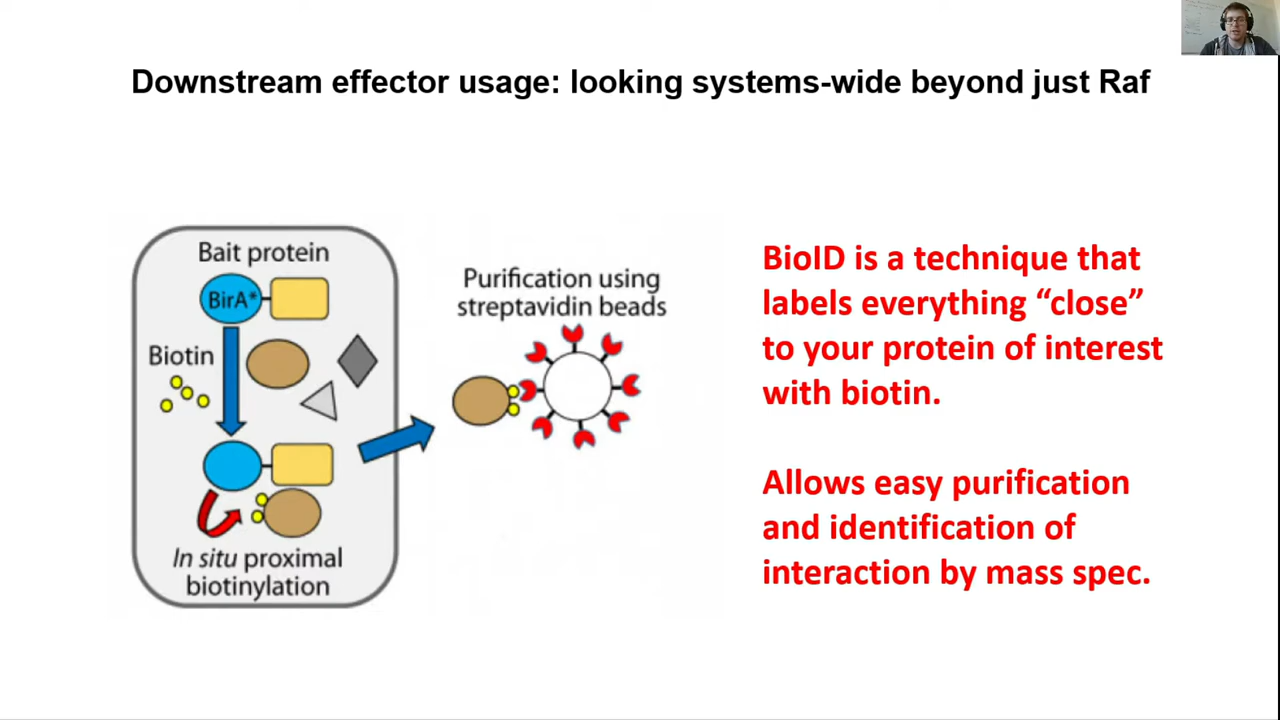 Downstream effector usage: looking systems-wide beyond just Raf
Bait protein
BirA*
Biotin
In situ proximal
biotinylation
Purification using
streptavidin beads
BioID is a technique that
labels everything “close”
to your protein of interest
with biotin.
Allows easy purification
and identification of
interaction by mass spec.